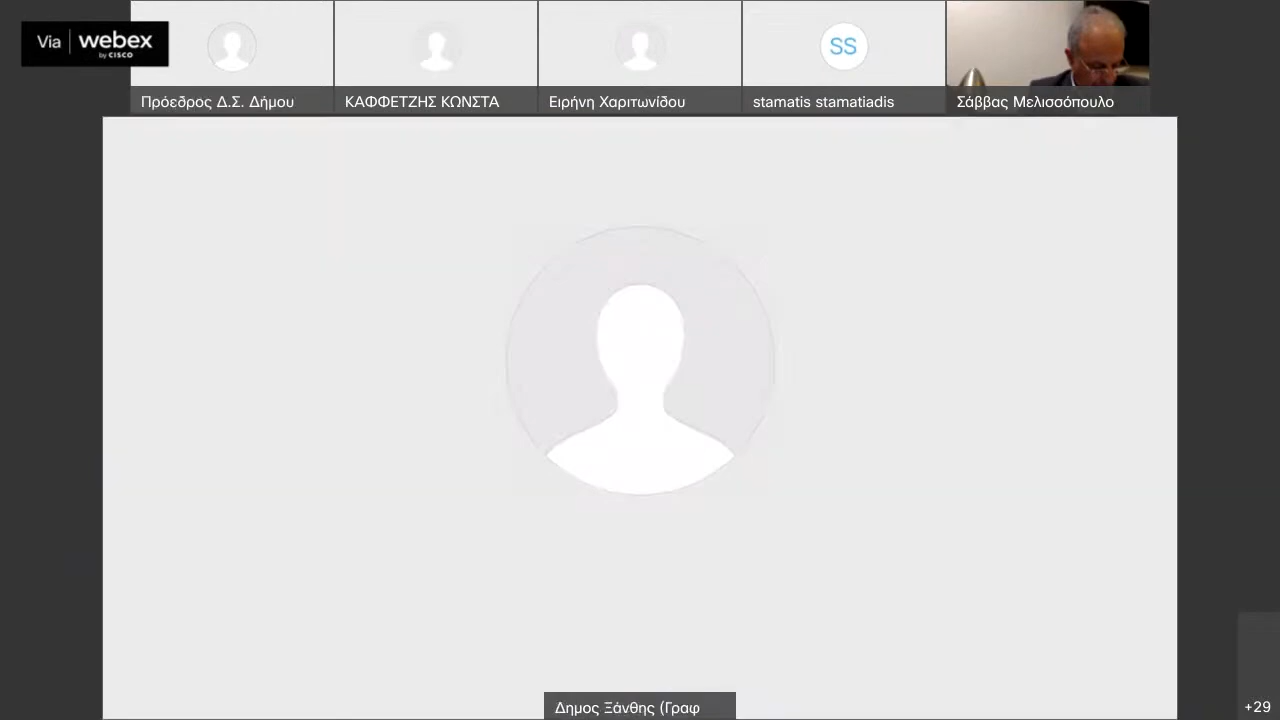 Via webex
by CISCO
Πρόεδρος Δ.Σ. Δήμου
ΚΑΦΦΕΤΖΗΣ ΚΩΝΣΤΑ
Ειρήνη Χαριτωνίδου
SS
stamatis stamatiadis
Σάββας Μελισσόπουλο
Δημος Ξάνθης (Γραφ
+29